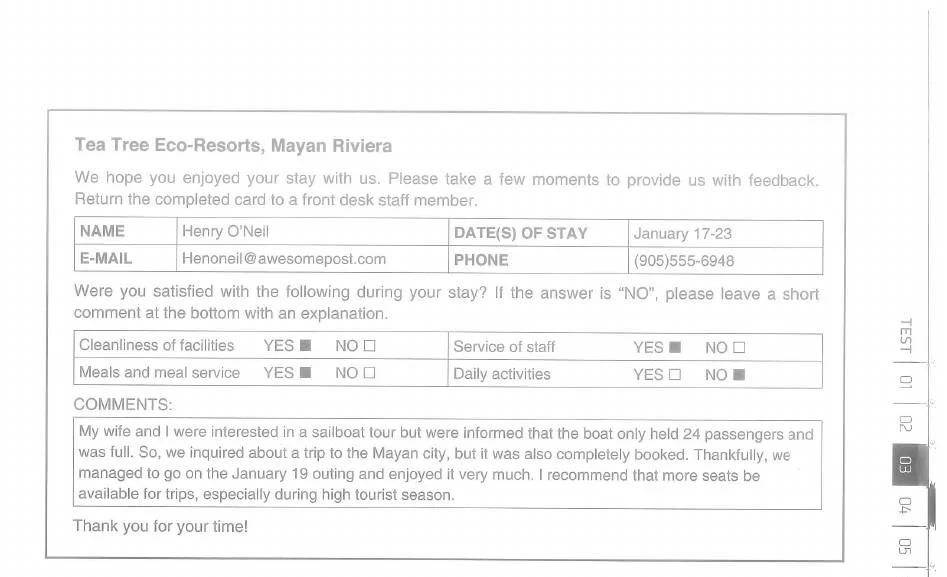 Tea Tree Eco-Resorts, Mayan Riviera
We hope you enjoyed your stay with us. Please take a few moments to provide us with feedback.
Return the completed card to a front desk staff member.
NAME Henry O'Neil DATE(S) OF STAY January 17-23
E-MAIL Henoneil@awesomepost.com PHONE (905)555-6948
Were you satisfied with the following during your stay? If the answer is “NO”, please leave a short
comment at the bottom with an explanation.
Cleanliness of facilities YES ■ NO □ Service of staff YES ■ NO □
Meals and meal service YES ■ NO □ Daily activities YES □ NO ■
COMMENTS:
My wife and I were interested in a sailboat tour but were informed that the boat only held 24 passengers and
was full. So, we inquired about a trip to the Mayan city, but it was also completely booked. Thankfully, we
managed to go on the January 19 outing and enjoyed it very much. I recommend that more seats be
available for trips, especially during high tourist season.
Thank you for your time!
TEST
01
02
03
04
05